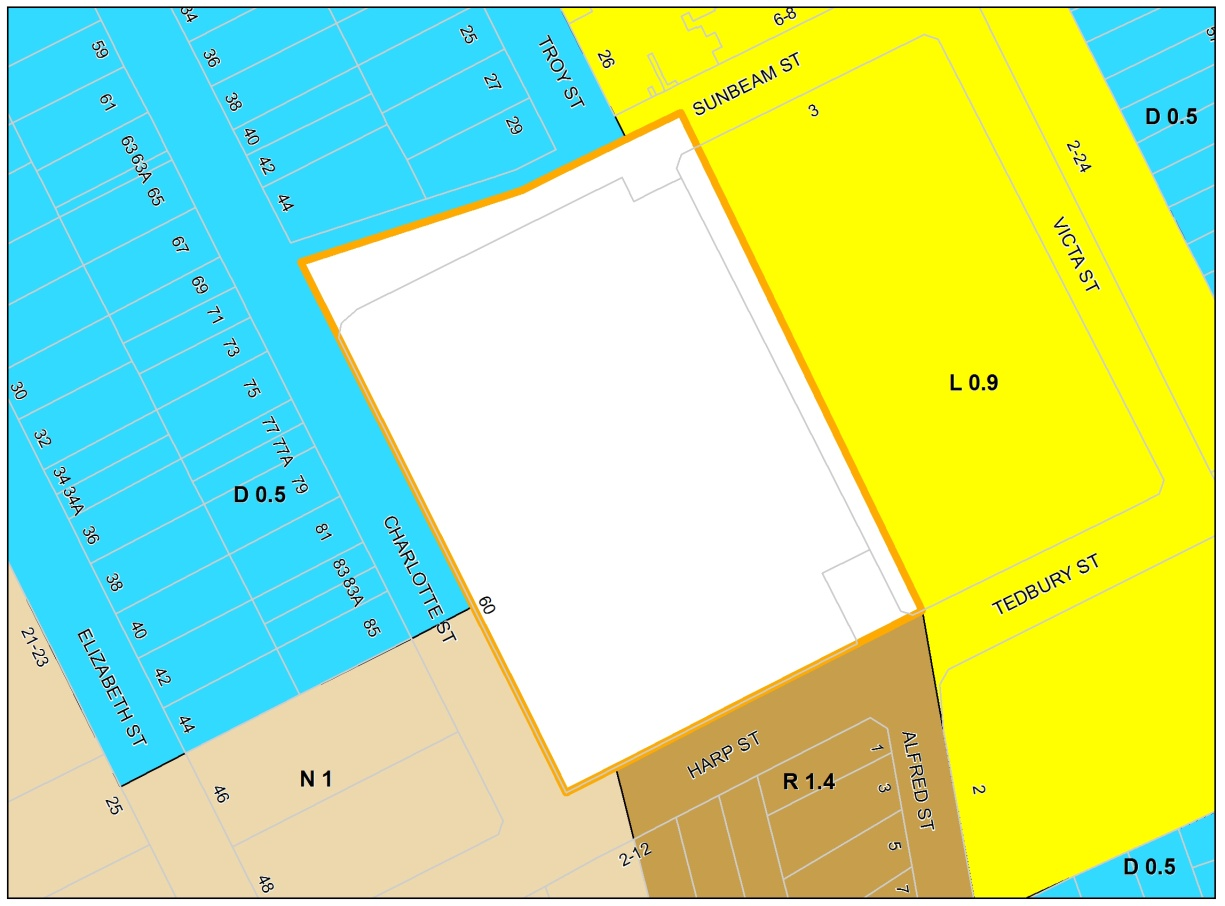 59
61
63
63A
65
67
69
71
73
75
77
77A
79
81
83
83A
85
34
36
38
40
42
44
25
27
29
TROY ST
26
6-8
SUNBEAM ST
3
2-24
VICTA ST
D 0.5
L 0.9
30
32
34
34A
36
38
40
42
44
D 0.5
CHARLOTTE ST
60
TEDBURY ST
21-23
ELIZABETH ST
25
46
48
N 1
HARP ST
R 1.4
1
3
5
7
ALFRED ST
2
2-12
D 0.5